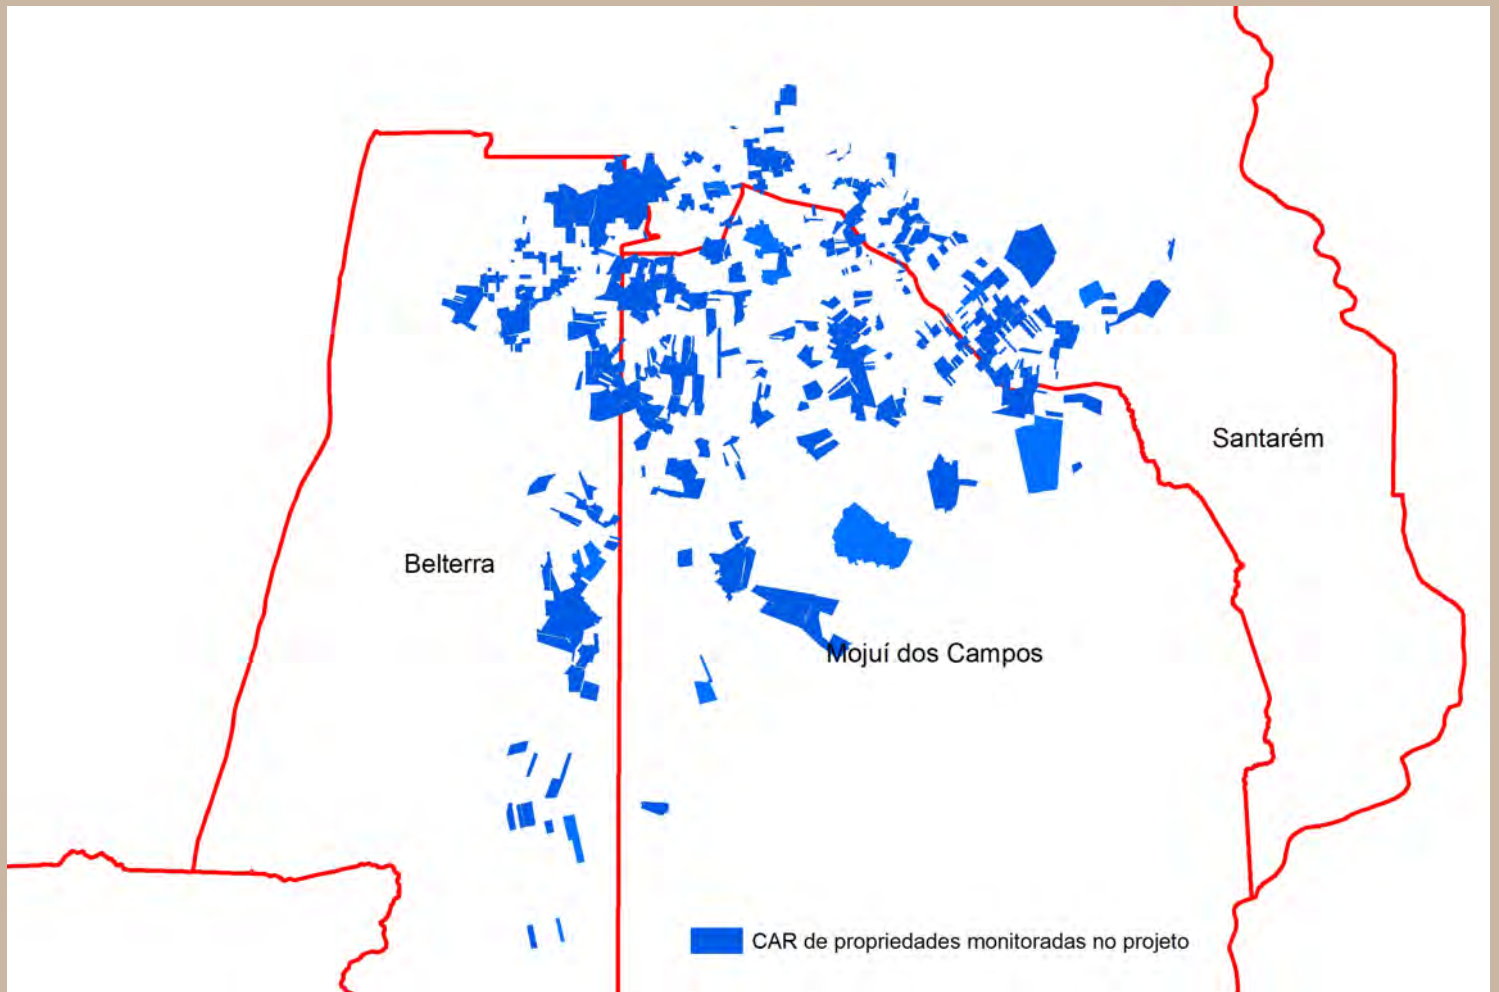 Santarém
Belterra
Mojuí dos Campos
CAR de propriedades monitoradas no projeto